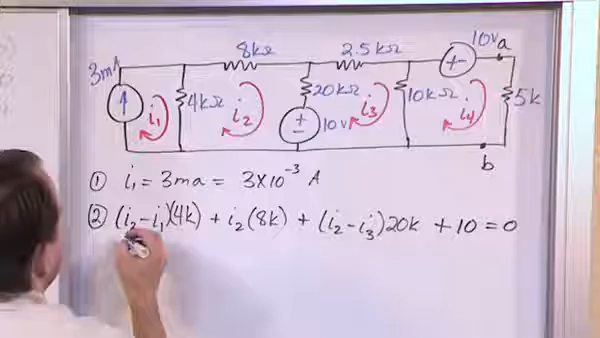 8kΩ 2.5kΩ 10v a
3mA
4kΩ 20kΩ 10kΩ 5k
i₁ i₂ i₃ i₄
+ − 10v
b
① i₁ = 3ma = 3×10⁻³ A
② (i₂−i₁)(4k) + i₂(8k) + (i₂−i₃)20k + 10 = 0